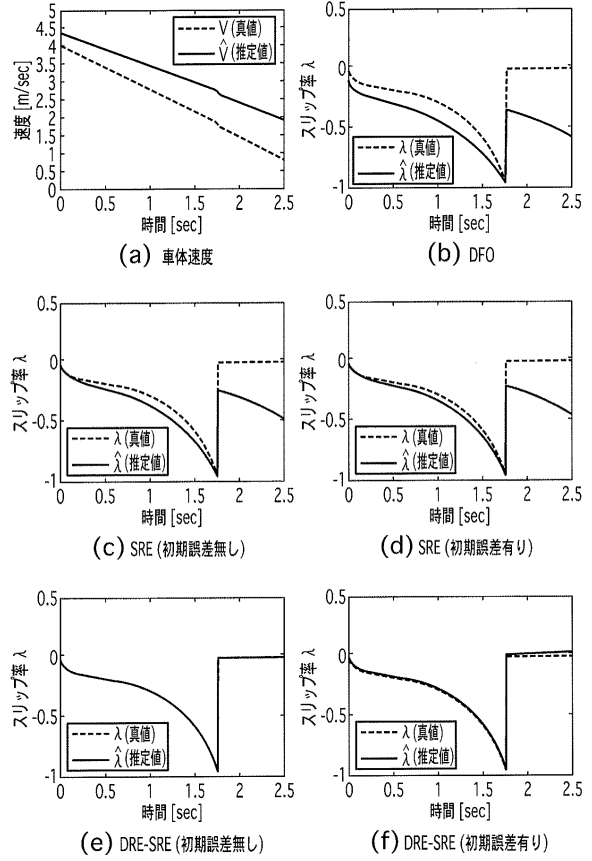 5
4.5
4
3.5
3
2.5
2
1.5
1
0.5
0
速度 [m/sec]
V (真値)
V̂ (推定値)
0 0.5 1 1.5 2 2.5
時間 [sec]
(a) 車体速度
0.5
0
-0.5
-1
スリップ率 λ
λ (真値)
λ̂ (推定値)
0 0.5 1 1.5 2 2.5
時間 [sec]
(b) DFO
0.5
0
-0.5
-1
スリップ率 λ
λ (真値)
λ̂ (推定値)
0 0.5 1 1.5 2 2.5
時間 [sec]
(c) SRE (初期誤差無し)
0.5
0
-0.5
-1
スリップ率 λ
λ (真値)
λ̂ (推定値)
0 0.5 1 1.5 2 2.5
時間 [sec]
(d) SRE (初期誤差有り)
0.5
0
-0.5
-1
スリップ率 λ
λ (真値)
λ̂ (推定値)
0 0.5 1 1.5 2 2.5
時間 [sec]
(e) DRE-SRE (初期誤差無し)
0.5
0
-0.5
-1
スリップ率 λ
λ (真値)
λ̂ (推定値)
0 0.5 1 1.5 2 2.5
時間 [sec]
(f) DRE-SRE (初期誤差有り)